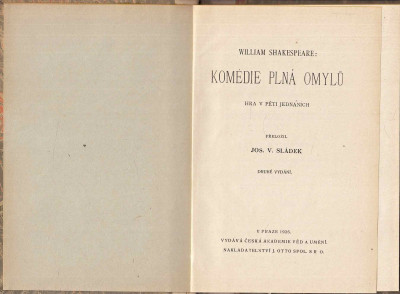 WILLIAM SHAKESPEARE:
KOMEDIE PLNÁ OMYLŮ
HRA V PĚTI JEDNÁNÍCH
PŘELOŽIL
JOS. V. SLÁDEK
DRUHÉ VYDÁNÍ.
V PRAZE
VYDÁVÁ ČESKÁ AKADEMIE VĚD A UMĚNÍ.
NAKLADATELSTVÍ J. OTTO SPOL. S R. O.